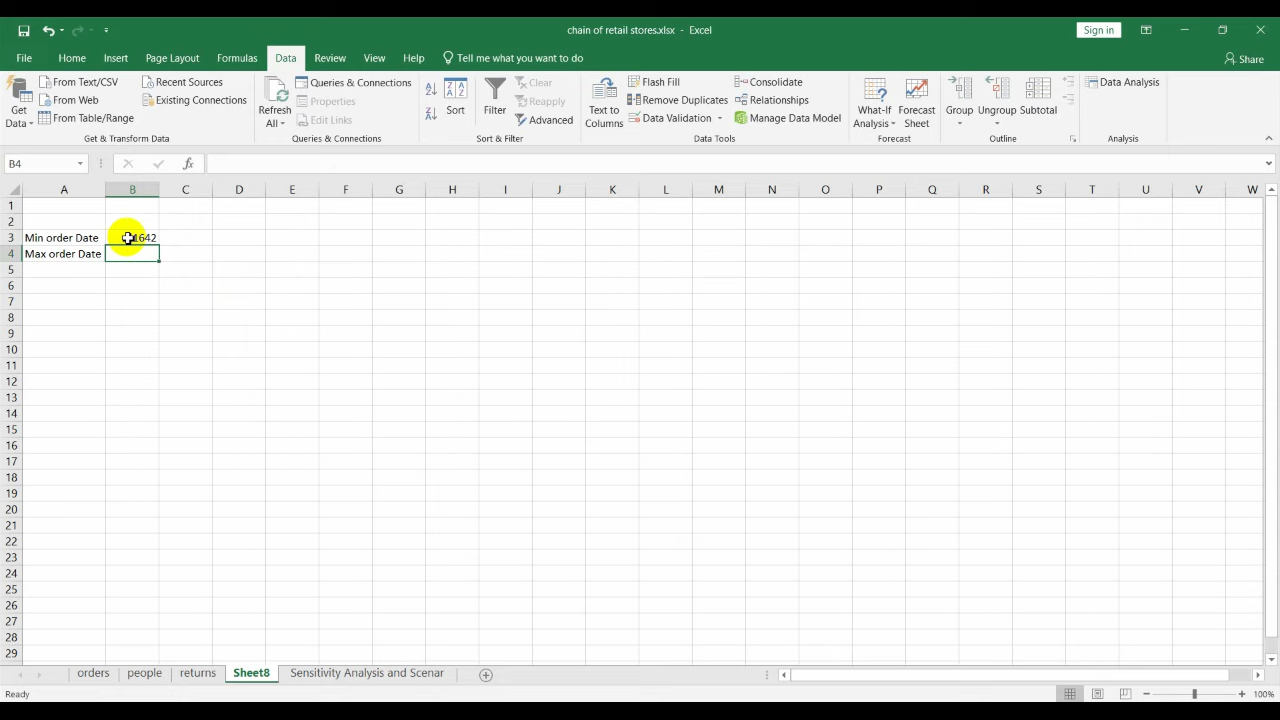 chain of retail stores.xlsx - Excel
Sign in
File Home Insert Page Layout Formulas Data Review View Help Tell me what you want to do Share
Get Data
From Text/CSV
From Web
From Table/Range
Recent Sources
Existing Connections
Get & Transform Data
Refresh All
Queries & Connections
Properties
Edit Links
Queries & Connections
Sort
Filter
Clear
Reapply
Advanced
Sort & Filter
Text to Columns
Flash Fill
Remove Duplicates
Data Validation
Consolidate
Relationships
Manage Data Model
Data Tools
What-If Analysis
Forecast Sheet
Forecast
Group
Ungroup
Subtotal
Outline
Data Analysis
Analysis
B4 fx
A B C D E F G H I J K L M N O P Q R S T U V W
1
2
3 Min order Date 1642
4 Max order Date
5
6
7
8
9
10
11
12
13
14
15
16
17
18
19
20
21
22
23
24
25
26
27
28
29
orders people returns Sheet8 Sensitivity Analysis and Scenar
Ready 100%